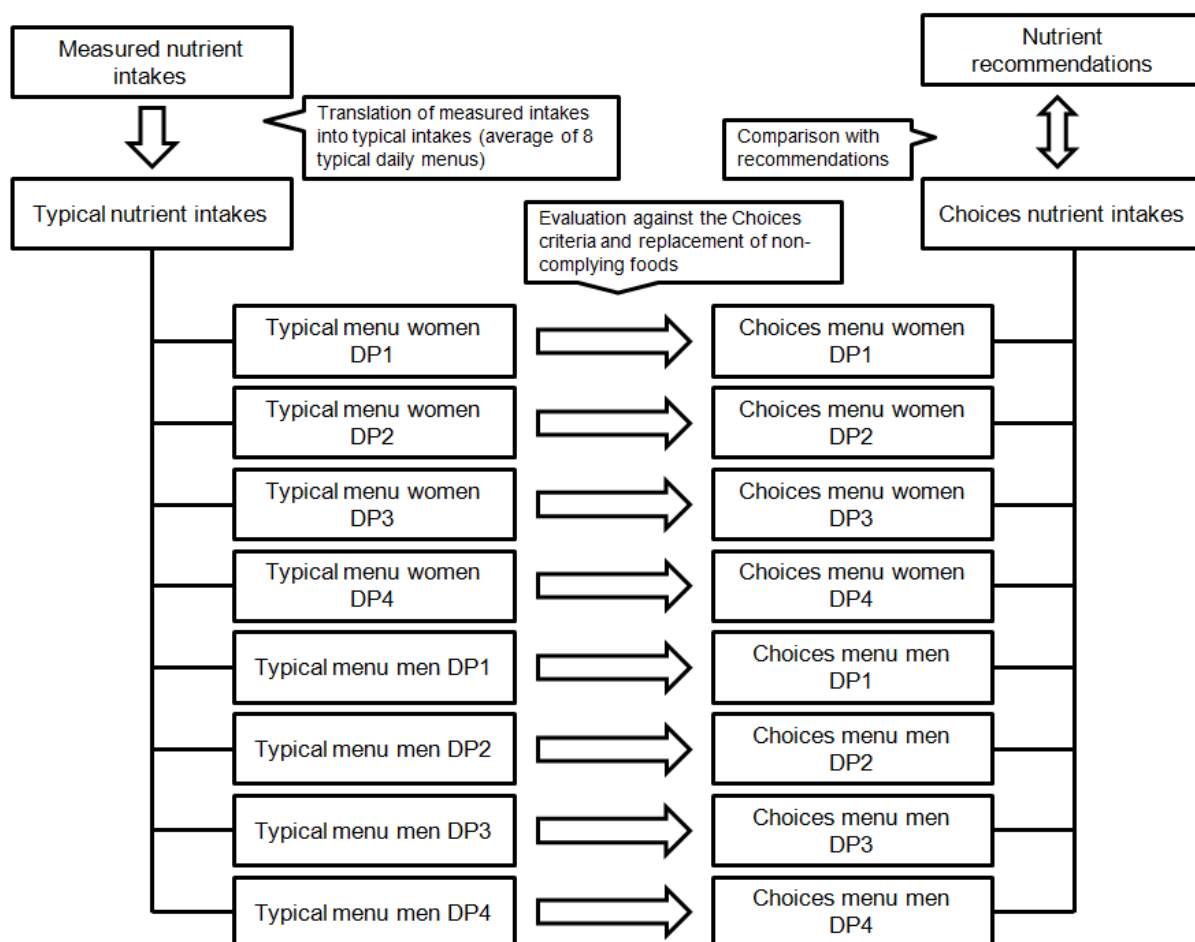 Measured nutrient
intakes
Nutrient
recommendations
Translation of measured intakes
into typical intakes (average of 8
typical daily menus)
Comparison with
recommendations
Typical nutrient intakes
Choices nutrient intakes
Evaluation against the Choices
criteria and replacement of non-
complying foods
Typical menu women
DP1
Choices menu women
DP1
Typical menu women
DP2
Choices menu women
DP2
Typical menu women
DP3
Choices menu women
DP3
Typical menu women
DP4
Choices menu women
DP4
Typical menu men DP1
Choices menu men
DP1
Typical menu men DP2
Choices menu men
DP2
Typical menu men DP3
Choices menu men
DP3
Typical menu men DP4
Choices menu men
DP4